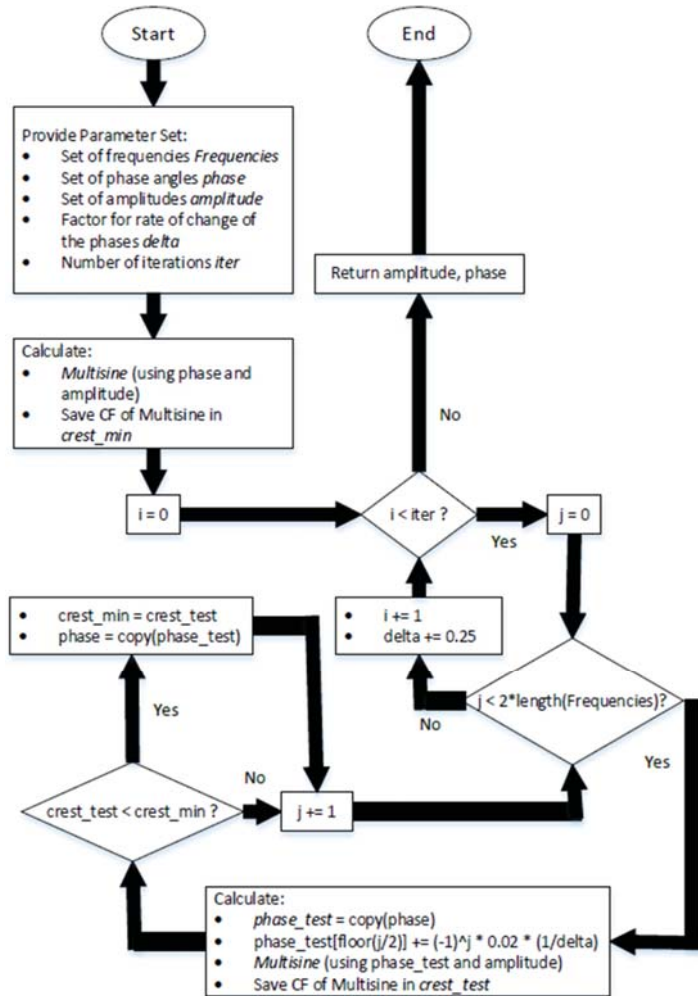 Start
End
Provide Parameter Set:
• Set of frequencies Frequencies
• Set of phase angles phase
• Set of amplitudes amplitude
• Factor for rate of change of
the phases delta
• Number of iterations iter
Return amplitude, phase
Calculate:
• Multisine (using phase and
amplitude)
• Save CF of Multisine in
crest_min
No
i = 0
i < iter ?
Yes
j = 0
• crest_min = crest_test
• phase = copy(phase_test)
• i += 1
• delta += 0.25
j < 2*length(Frequencies)?
No
Yes
Yes
crest_test < crest_min ?
No
j += 1
Calculate:
• phase_test = copy(phase)
• phase_test[floor(j/2)] += (-1)^j * 0.02 * (1/delta)
• Multisine (using phase_test and amplitude)
• Save CF of Multisine in crest_test